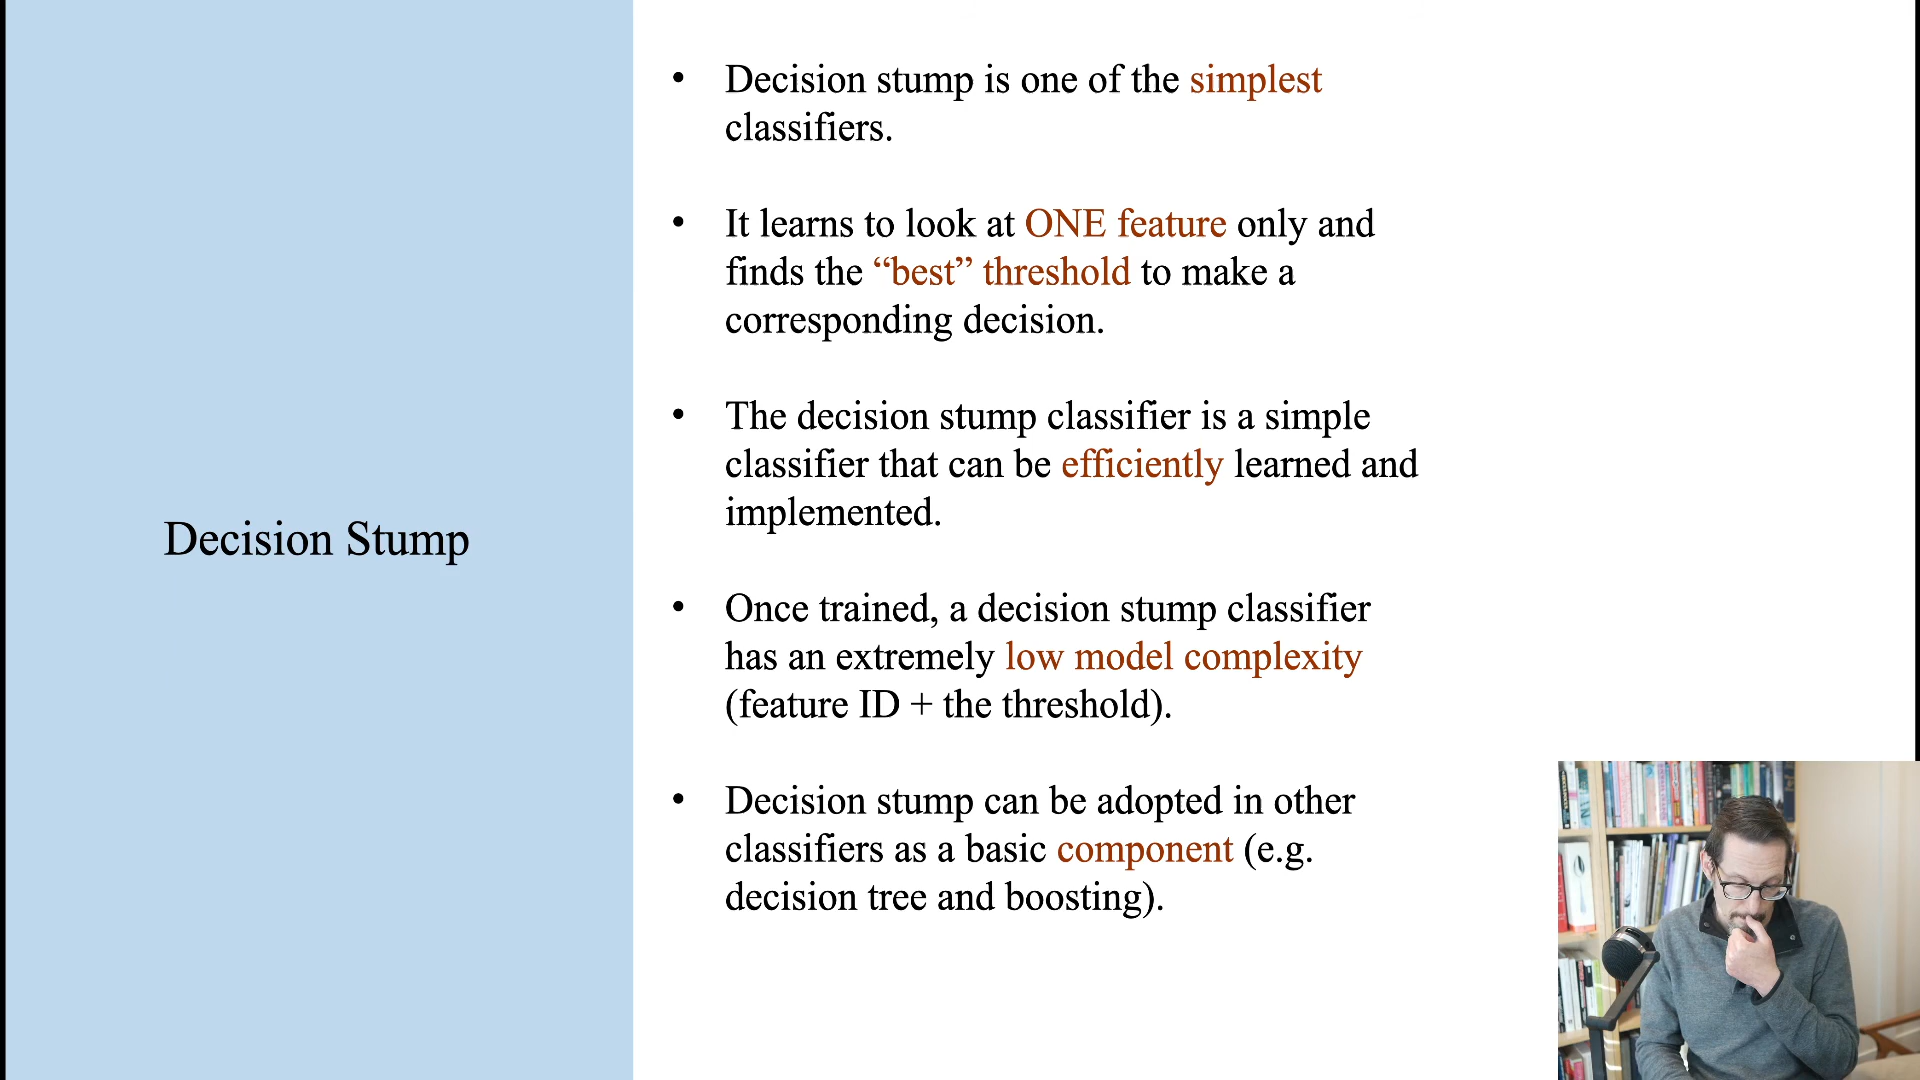 Decision Stump
• Decision stump is one of the simplest
classifiers.
• It learns to look at ONE feature only and
finds the “best” threshold to make a
corresponding decision.
• The decision stump classifier is a simple
classifier that can be efficiently learned and
implemented.
• Once trained, a decision stump classifier
has an extremely low model complexity
(feature ID + the threshold).
• Decision stump can be adopted in other
classifiers as a basic component (e.g.
decision tree and boosting).